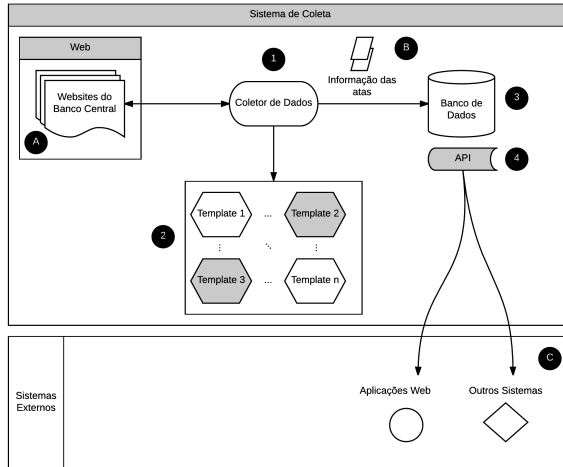 Sistema de Coleta
Web
Websites do
Banco Central
A
1
Coletor de Dados
B
Informação das
atas
Banco de
Dados
3
API
4
2
Template 1
...
Template 2
...
...
...
Template 3
...
Template n
Sistemas
Externos
C
Aplicações Web
Outros Sistemas